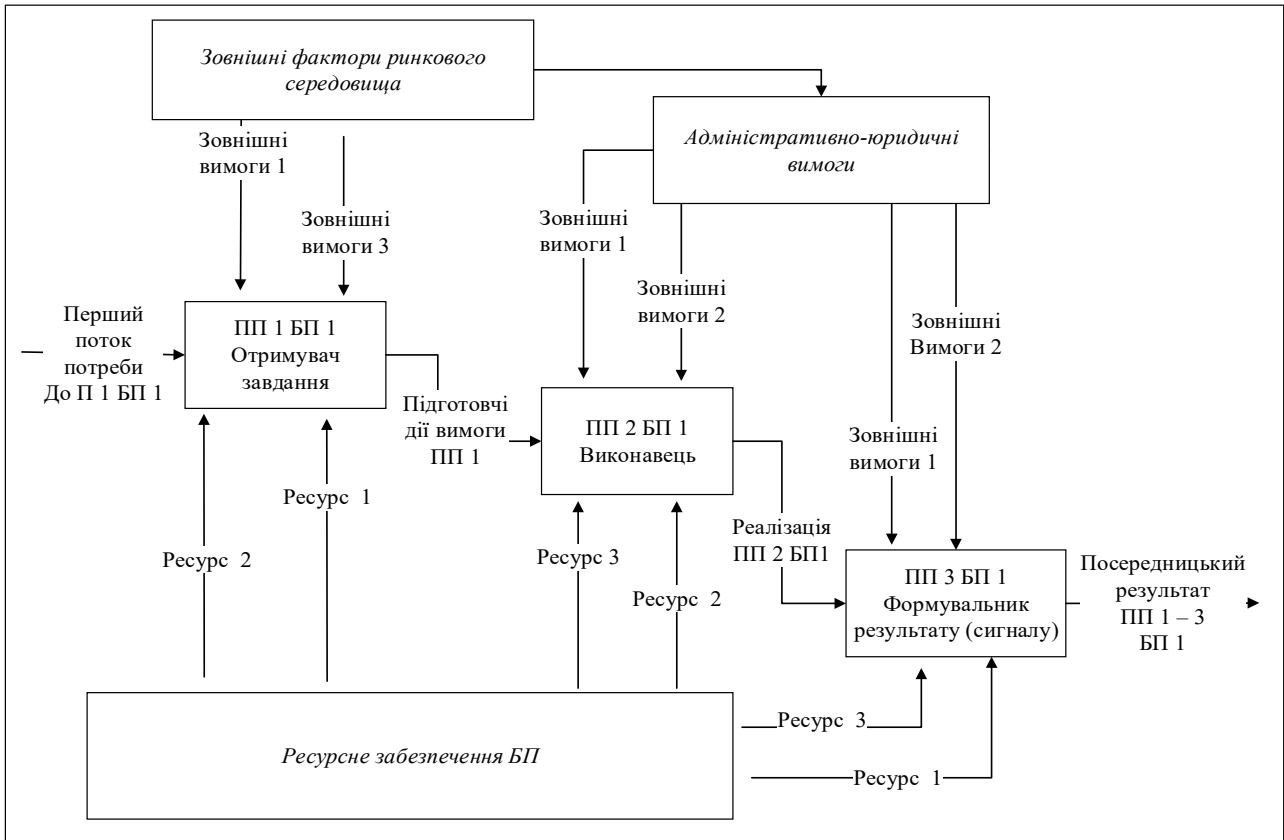 Зовнішні фактори ринкового
середовища
Адміністративно-юридичні
вимоги
Зовнішні
вимоги 1
Зовнішні
вимоги 3
Зовнішні
вимоги 1
Зовнішні
вимоги 2
Зовнішні
Вимоги 2
Зовнішні
вимоги 1
Перший
поток
потреби
До П 1 БП 1
ПП 1 БП 1
Отримувач
завдання
Підготовчі
дії вимоги
ПП 1
ПП 2 БП 1
Виконавець
Реалізація
ПП 2 БП1
ПП 3 БП 1
Формувальник
результату (сигналу)
Посередницький
результат
ПП 1 – 3
БП 1
Ресурс 2
Ресурс 1
Ресурс 3
Ресурс 2
Ресурсне забезпечення БП
Ресурс 3
Ресурс 1